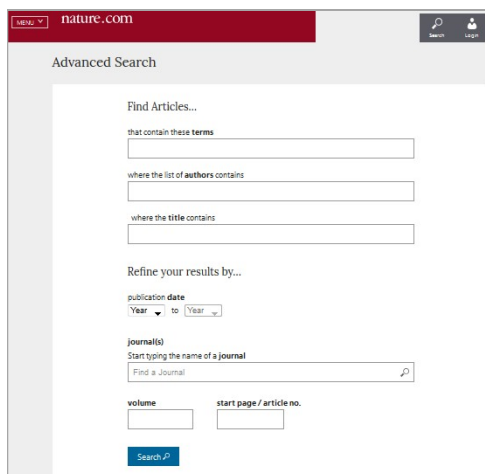 MENU
nature.com
Search
Login
Advanced Search
Find Articles...
that contain these terms
where the list of authors contains
where the title contains
Refine your results by...
publication date
Year to Year
journal(s)
Start typing the name of a journal
Find a Journal
volume start page / article no.
Search